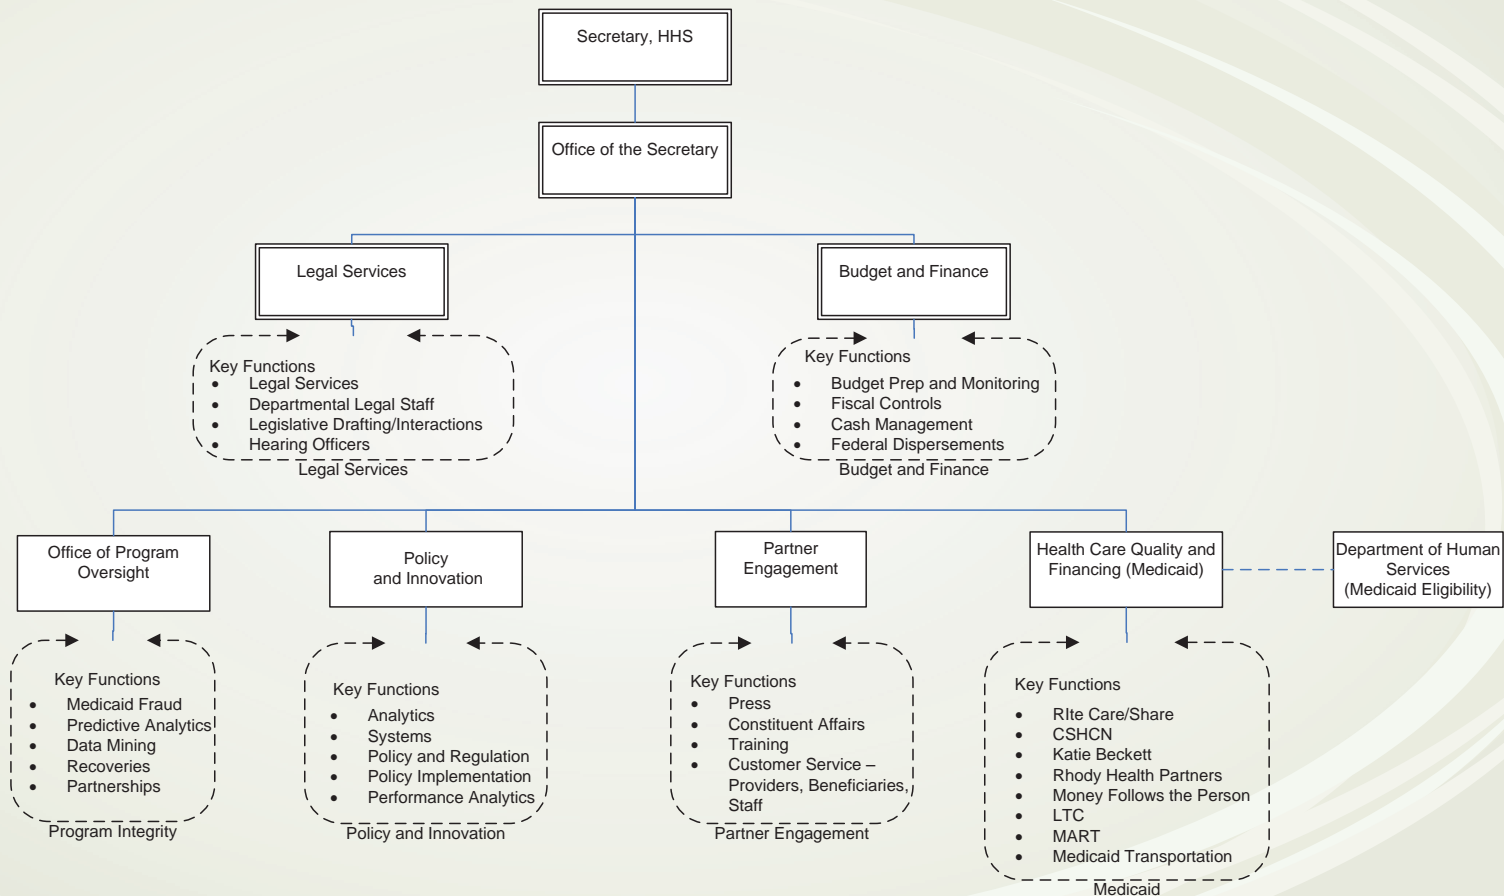 Secretary, HHS
Office of the Secretary
Legal Services
Budget and Finance
Key Functions
• Legal Services
• Departmental Legal Staff
• Legislative Drafting/Interactions
• Hearing Officers
Legal Services
Key Functions
• Budget Prep and Monitoring
• Fiscal Controls
• Cash Management
• Federal Dispersements
Budget and Finance
Office of Program
Oversight
Policy
and Innovation
Partner
Engagement
Health Care Quality and
Financing (Medicaid)
Department of Human
Services
(Medicaid Eligibility)
Key Functions
• Medicaid Fraud
• Predictive Analytics
• Data Mining
• Recoveries
• Partnerships
Program Integrity
Key Functions
• Analytics
• Systems
• Policy and Regulation
• Policy Implementation
• Performance Analytics
Policy and Innovation
Key Functions
• Press
• Constituent Affairs
• Training
• Customer Service –
Providers, Beneficiaries,
Staff
Partner Engagement
Key Functions
• RIte Care/Share
• CSHCN
• Katie Beckett
• Rhody Health Partners
• Money Follows the Person
• LTC
• MART
• Medicaid Transportation
Medicaid